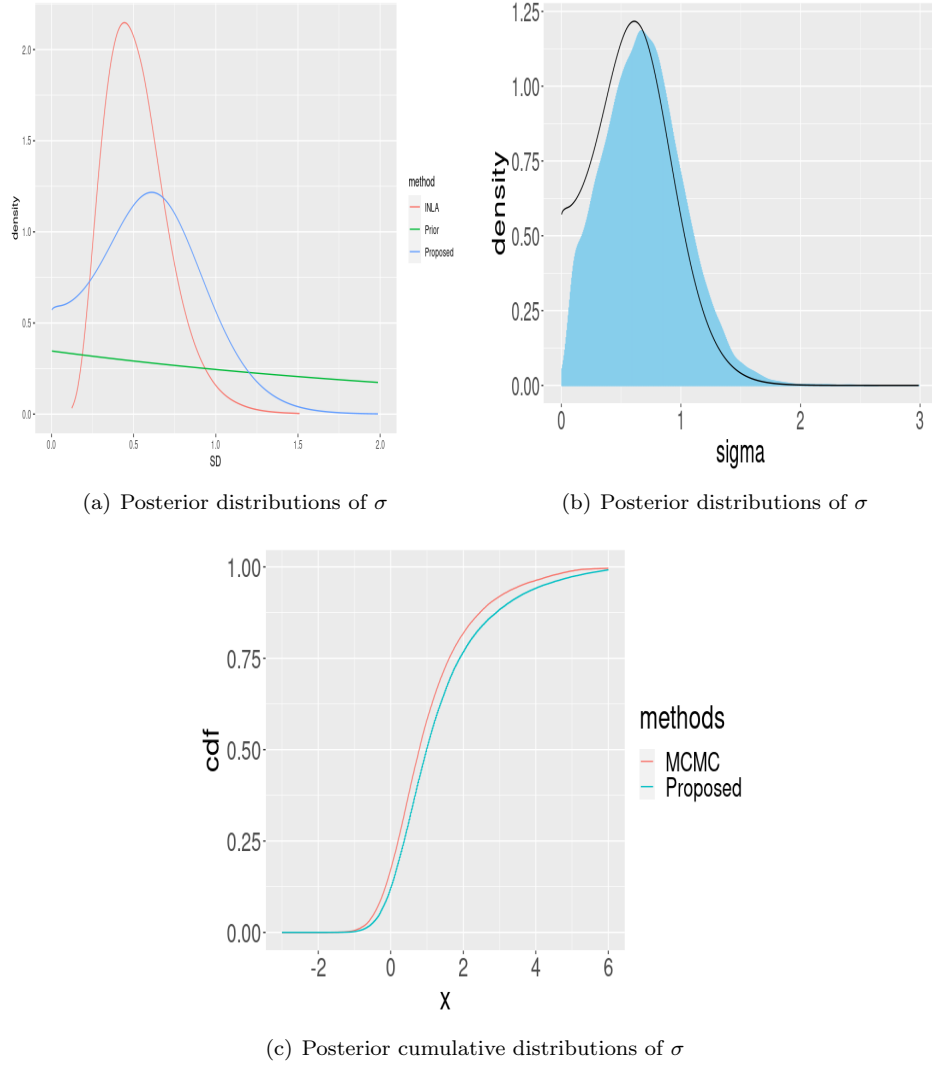 2.0
1.5
1.0
0.5
0.0
density
0.0
0.5
1.0
1.5
2.0
SD
method
INLA
Prior
Proposed
(a) Posterior distributions of σ
1.25
1.00
0.75
0.50
0.25
0.00
density
0
1
2
3
sigma
(b) Posterior distributions of σ
1.00
0.75
0.50
0.25
0.00
cdf
-2
0
2
4
6
X
methods
MCMC
Proposed
(c) Posterior cumulative distributions of σ